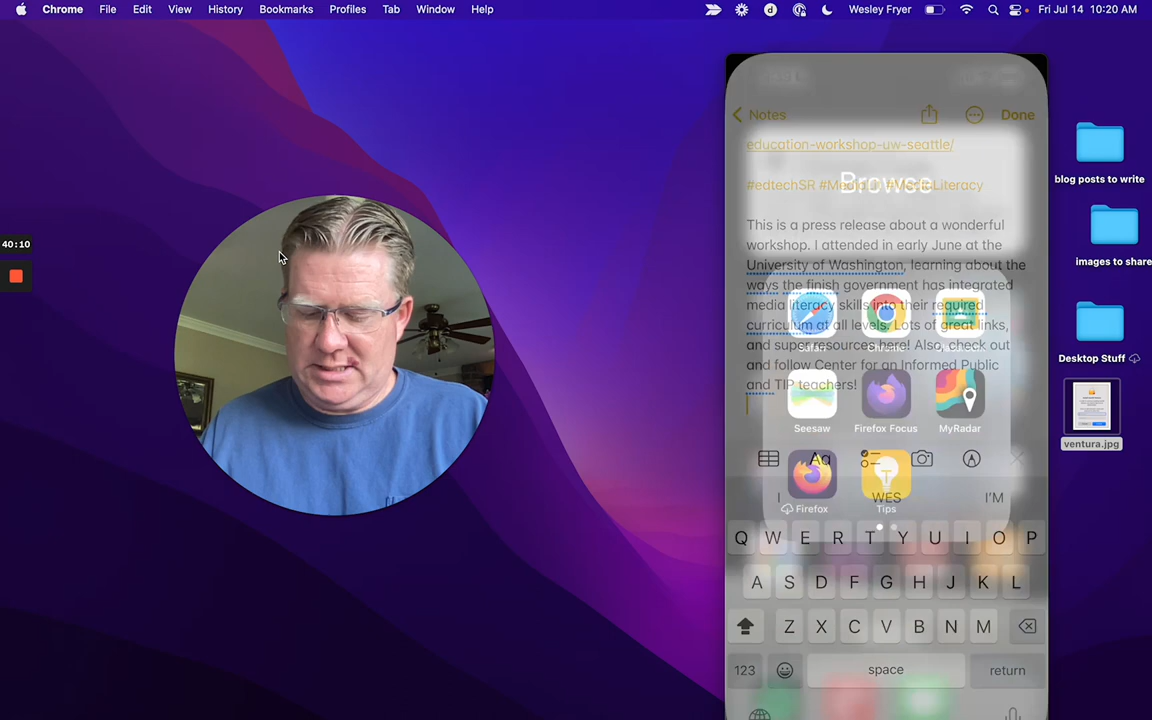 Chrome File Edit View History Bookmarks Profiles Tab Window Help Wesley Fryer Fri Jul 14 10:20 AM
40:10
Notes Done
education-workshop-uw-seattle/
#edtechSR
Browse
This is a press release about a wonderful
workshop. I attended in early June at the
University of Washington, learning about the
ways the finish government has integrated
media literacy skills into their required
curriculum at all levels. Lots of great links,
and super resources here! Also, check out
and follow Center for an Informed Public
and TIP teachers!
Seesaw Firefox Focus MyRadar
Aa
Firefox Tips
I WES I'M
Q W E R T Y U I O P
A S D F G H J K L
Z X C V B N M
123 space return
blog posts to write
images to share
Desktop Stuff
ventura.jpg